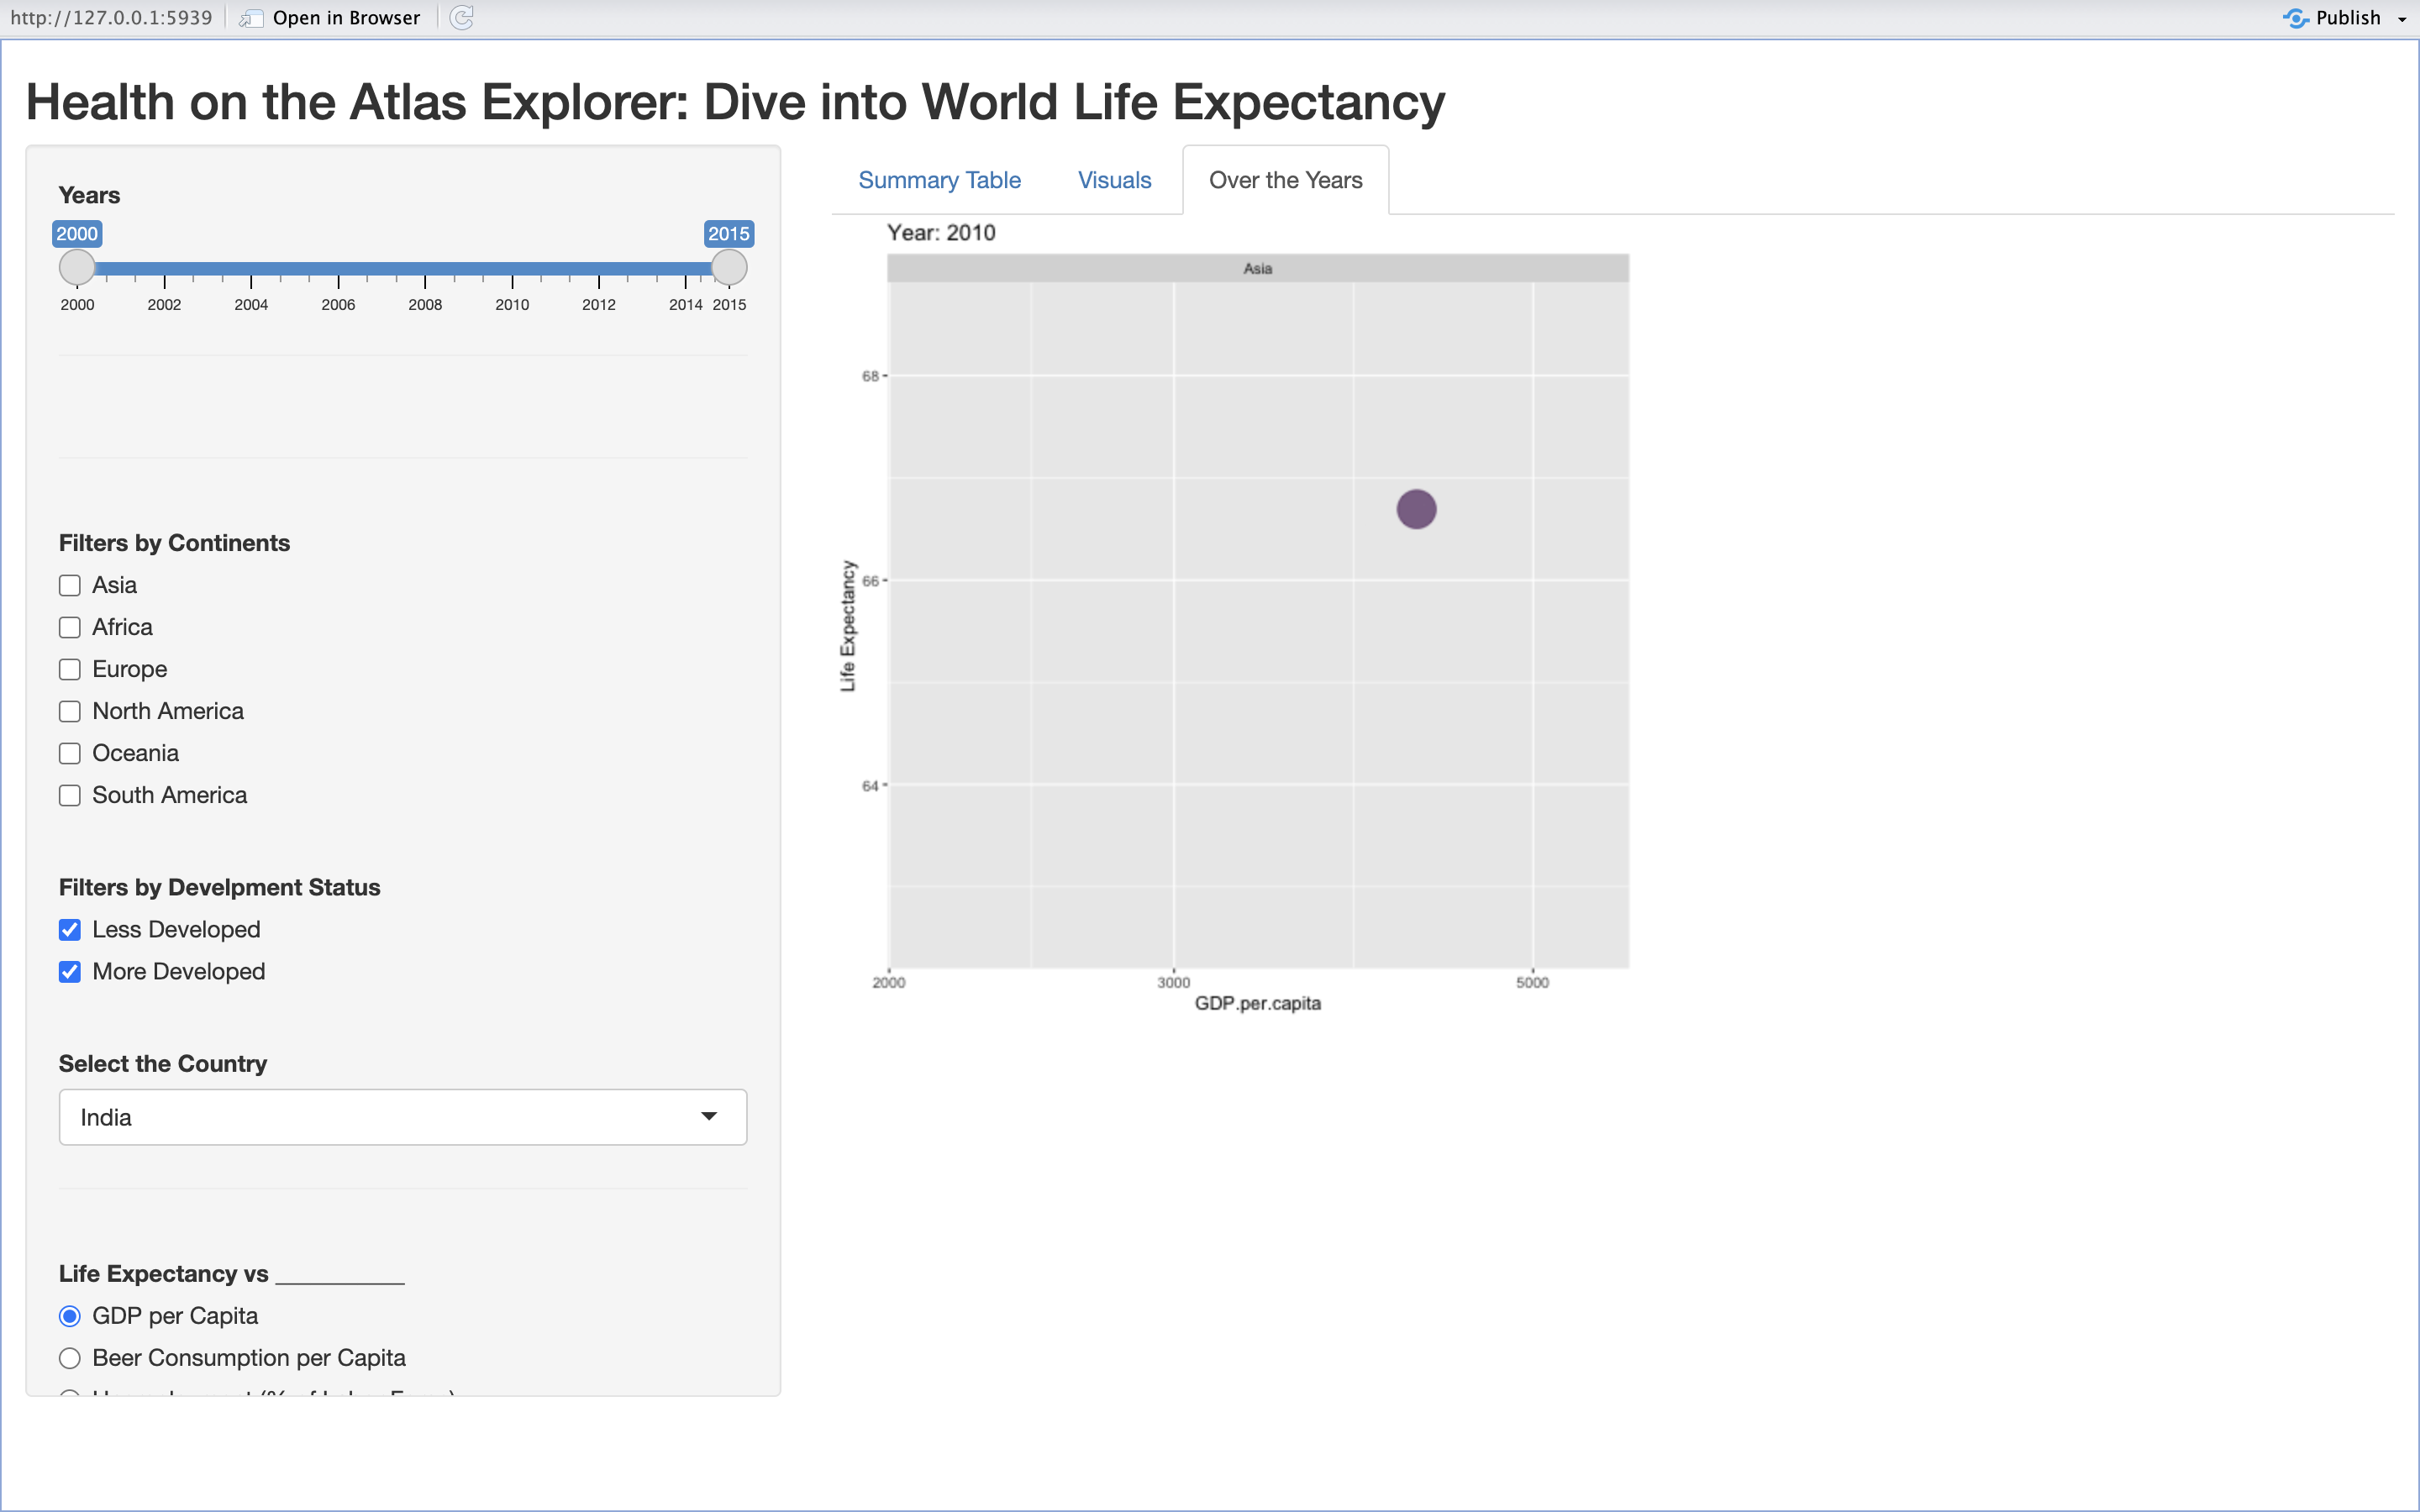 http://127.0.0.1:5939 Open in Browser Publish
Health on the Atlas Explorer: Dive into World Life Expectancy
Years
2000 2015
2000 2002 2004 2006 2008 2010 2012 2014 2015
Filters by Continents
Asia
Africa
Europe
North America
Oceania
South America
Filters by Develpment Status
Less Developed
More Developed
Select the Country
India
Life Expectancy vs __________
GDP per Capita
Beer Consumption per Capita
Summary Table Visuals Over the Years
Year: 2010
Asia
68
66
64
Life Expectancy
2000 3000 5000
GDP.per.capita